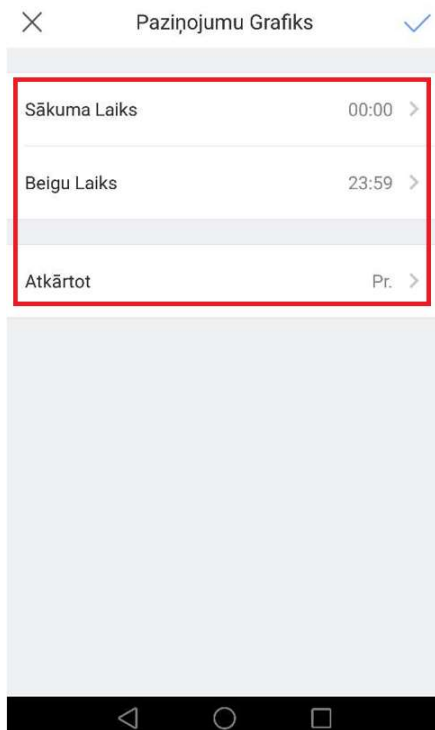 Paziņojumu Grafiks
Sākuma Laiks 00:00
Beigu Laiks 23:59
Atkārtot Pr.